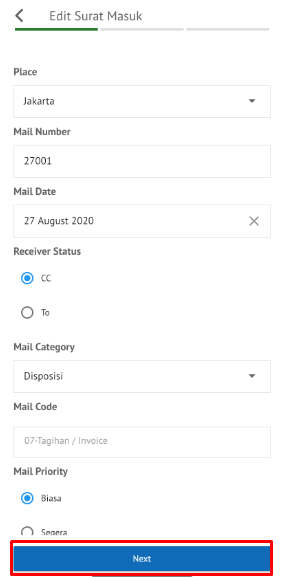 Edit Surat Masuk
Place
Jakarta
Mail Number
27001
Mail Date
27 August 2020
Receiver Status
CC
To
Mail Category
Disposisi
Mail Code
07-Tagihan / Invoice
Mail Priority
Biasa
Segera
Next